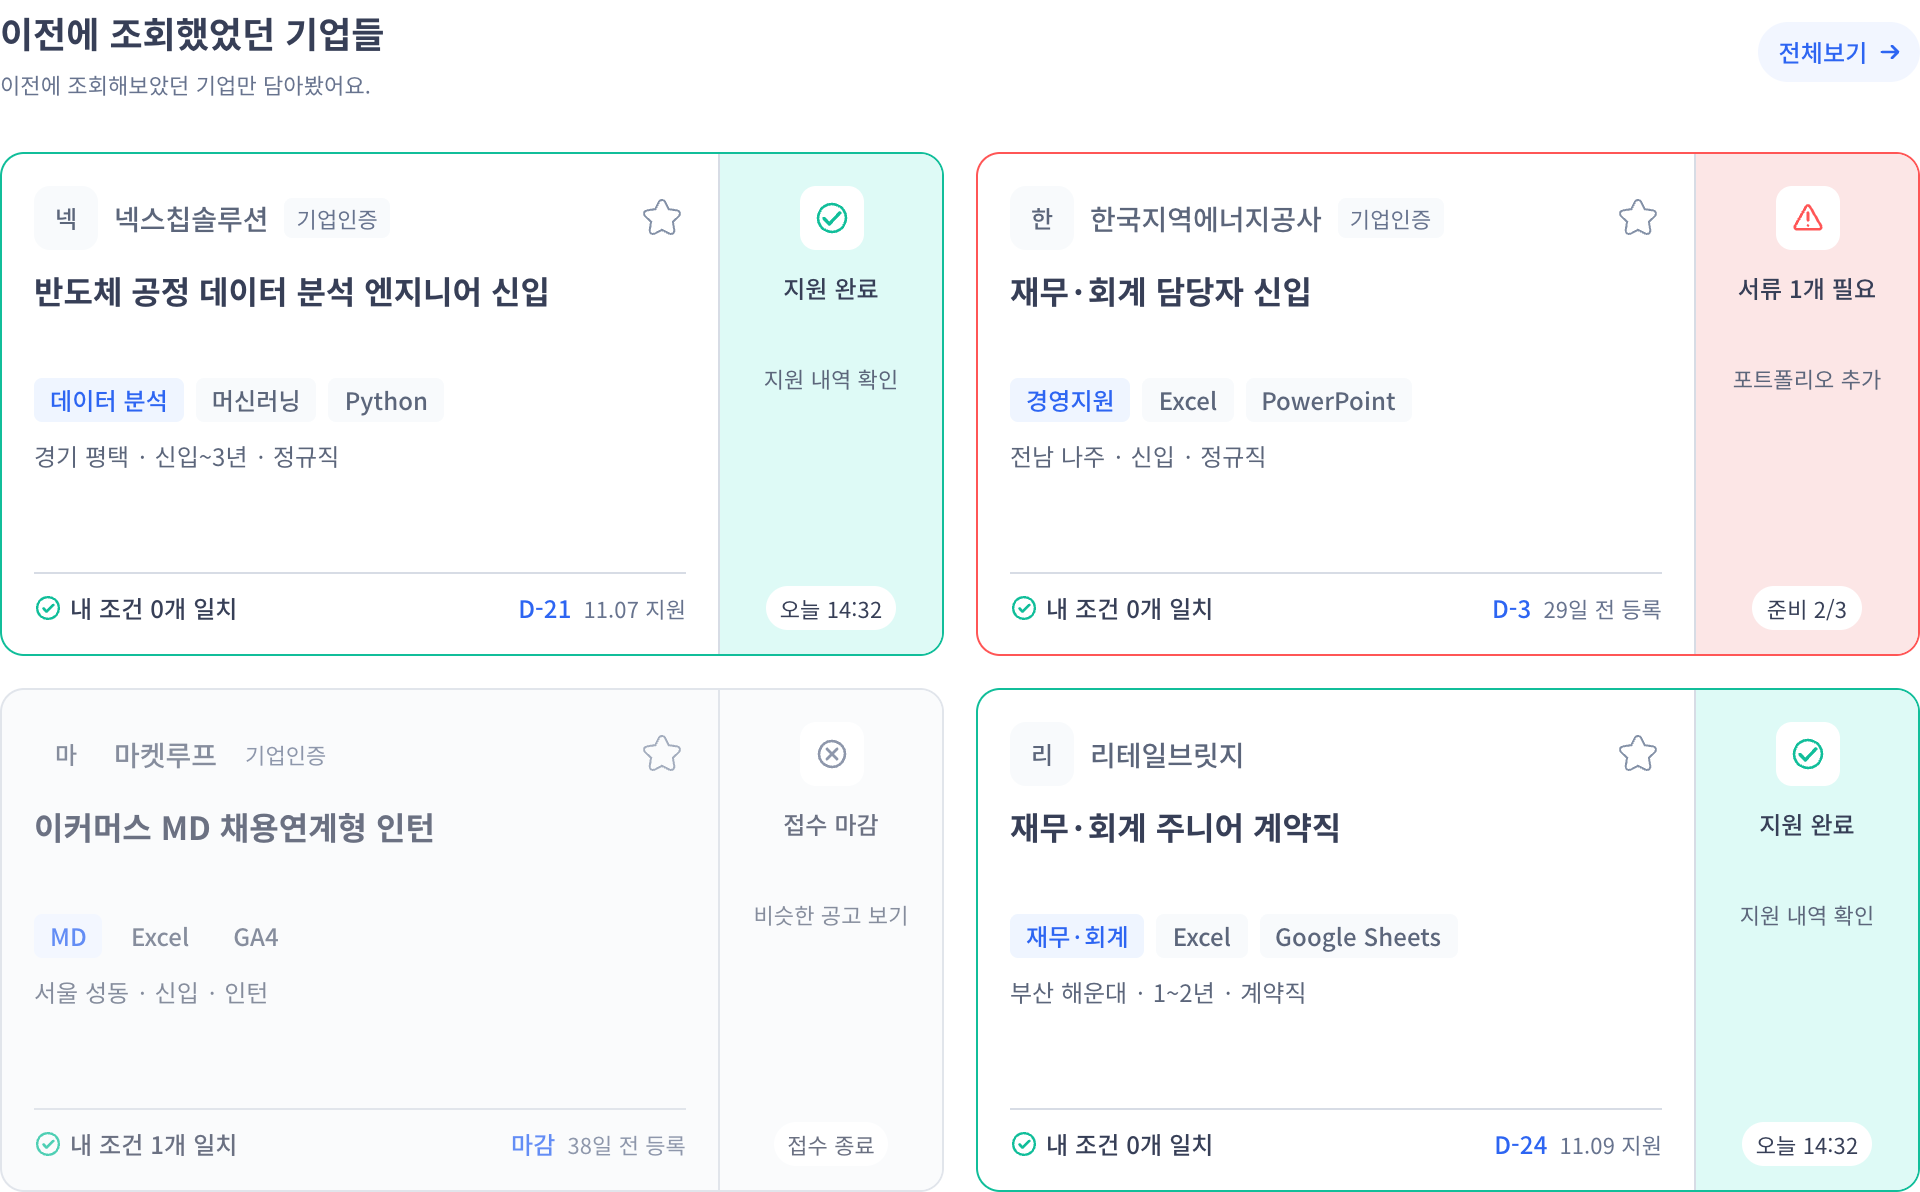 이전에 조회했었던 기업들
이전에 조회해보았던 기업만 담아봤어요.
전체보기 →
넥
넥스칩솔루션
기업인증
반도체 공정 데이터 분석 엔지니어 신입
데이터 분석
머신러닝
Python
경기 평택 · 신입~3년 · 정규직
내 조건 0개 일치
D-21
11.07 지원
지원 완료
지원 내역 확인
오늘 14:32
한
한국지역에너지공사
기업인증
재무·회계 담당자 신입
경영지원
Excel
PowerPoint
전남 나주 · 신입 · 정규직
내 조건 0개 일치
D-3
29일 전 등록
서류 1개 필요
포트폴리오 추가
준비 2/3
마
마켓루프
기업인증
이커머스 MD 채용연계형 인턴
MD
Excel
GA4
서울 성동 · 신입 · 인턴
내 조건 1개 일치
마감
38일 전 등록
접수 마감
비슷한 공고 보기
접수 종료
리
리테일브릿지
재무·회계 주니어 계약직
재무·회계
Excel
Google Sheets
부산 해운대 · 1~2년 · 계약직
내 조건 0개 일치
D-24
11.09 지원
지원 완료
지원 내역 확인
오늘 14:32